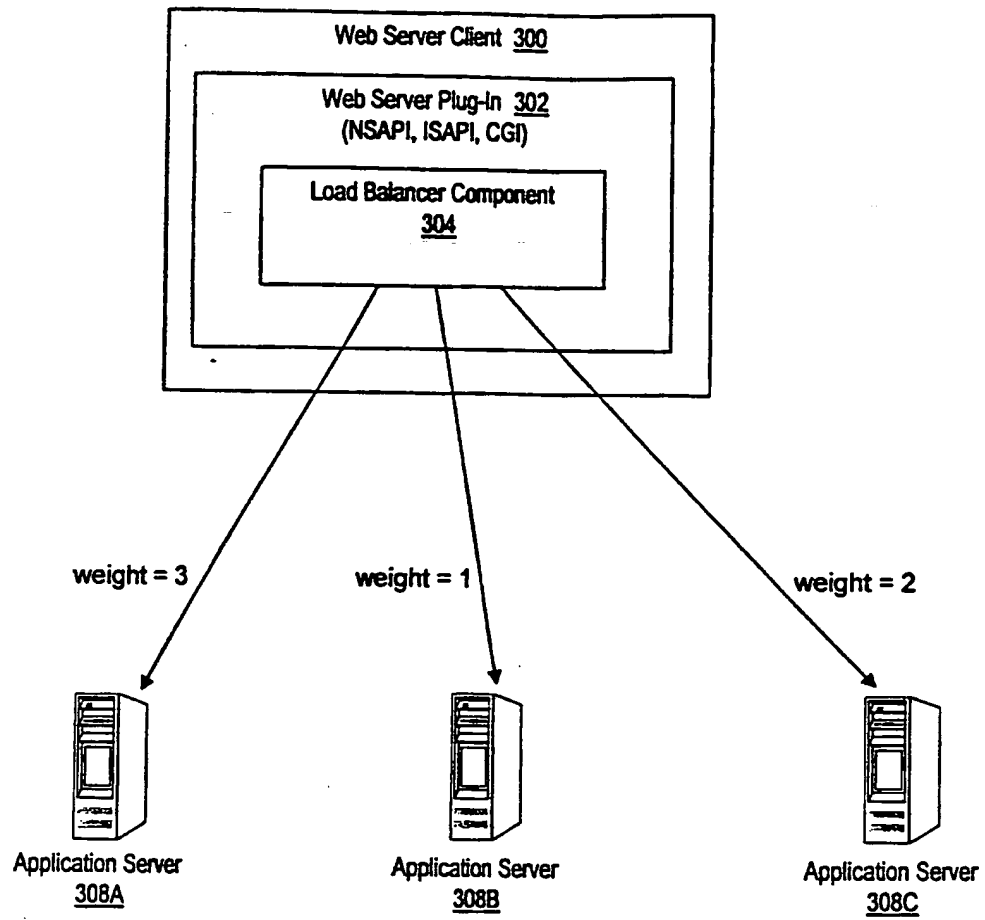 Web Server Client 300
Web Server Plug-in 302
(NSAPI, ISAPI, CGI)
Load Balancer Component
304
weight = 3
weight = 1
weight = 2
Application Server
308A
Application Server
308B
Application Server
308C